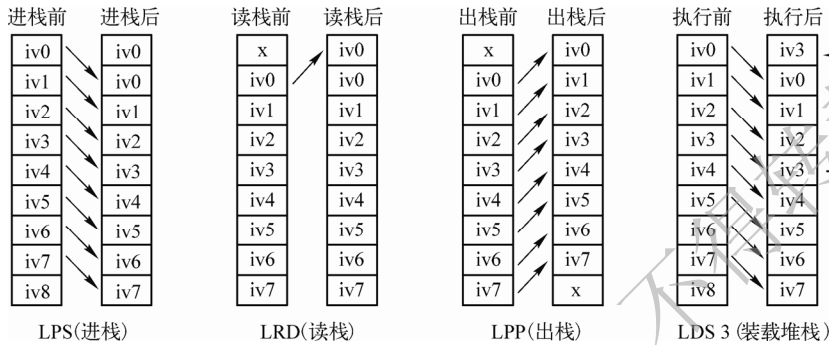 进栈前 进栈后 读栈前 读栈后 出栈前 出栈后 执行前 执行后
iv0 iv0 x iv0 x iv0 iv0 iv3
iv1 iv0 iv0 iv0 iv0 iv1 iv1 iv0
iv2 iv1 iv1 iv1 iv1 iv2 iv2 iv1
iv3 iv2 iv2 iv2 iv2 iv3 iv3 iv2
iv4 iv3 iv3 iv3 iv3 iv4 iv4 iv3
iv5 iv4 iv4 iv4 iv4 iv5 iv5 iv4
iv6 iv5 iv5 iv5 iv5 iv6 iv6 iv5
iv7 iv6 iv6 iv6 iv6 iv7 iv7 iv6
iv8 iv7 iv7 iv7 iv7 x iv8 iv7
LPS(进栈) LRD(读栈) LPP(出栈) LDS 3 (装载堆栈)
不得转